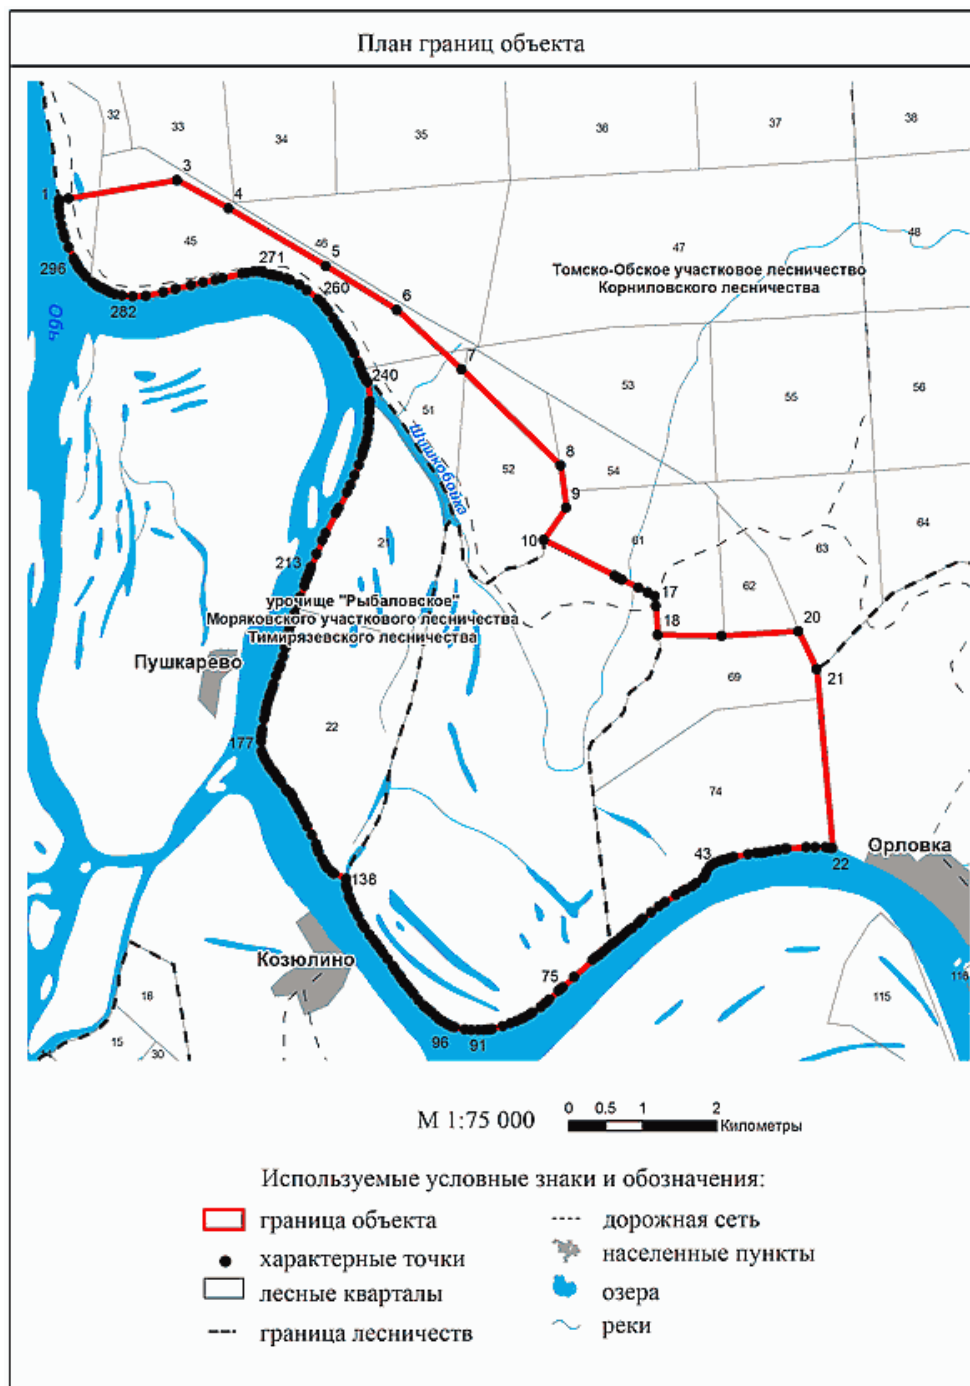 План границ объекта
32
33
34
35
36
37
38
1
3
4
45
46
5
47
48
Томско-Обское участковое лесничество
Корниловского лесничества
296
271
260
282
6
Обь
7
240
51
53
55
56
Шишкобойка
52
8
54
9
64
10
21
61
63
213
урочище "Рыбаловское"
17
62
Моряковского участкового лесничества
18
20
Тимирязевского лесничества
Пушкарево
69
21
22
177
74
43
22
Орловка
138
Козюлино
75
116
16
115
15
30
96
91
М 1:75 000
0 0.5 1 2
Километры
Используемые условные знаки и обозначения:
граница объекта
дорожная сеть
характерные точки
населенные пункты
лесные кварталы
озера
граница лесничеств
реки